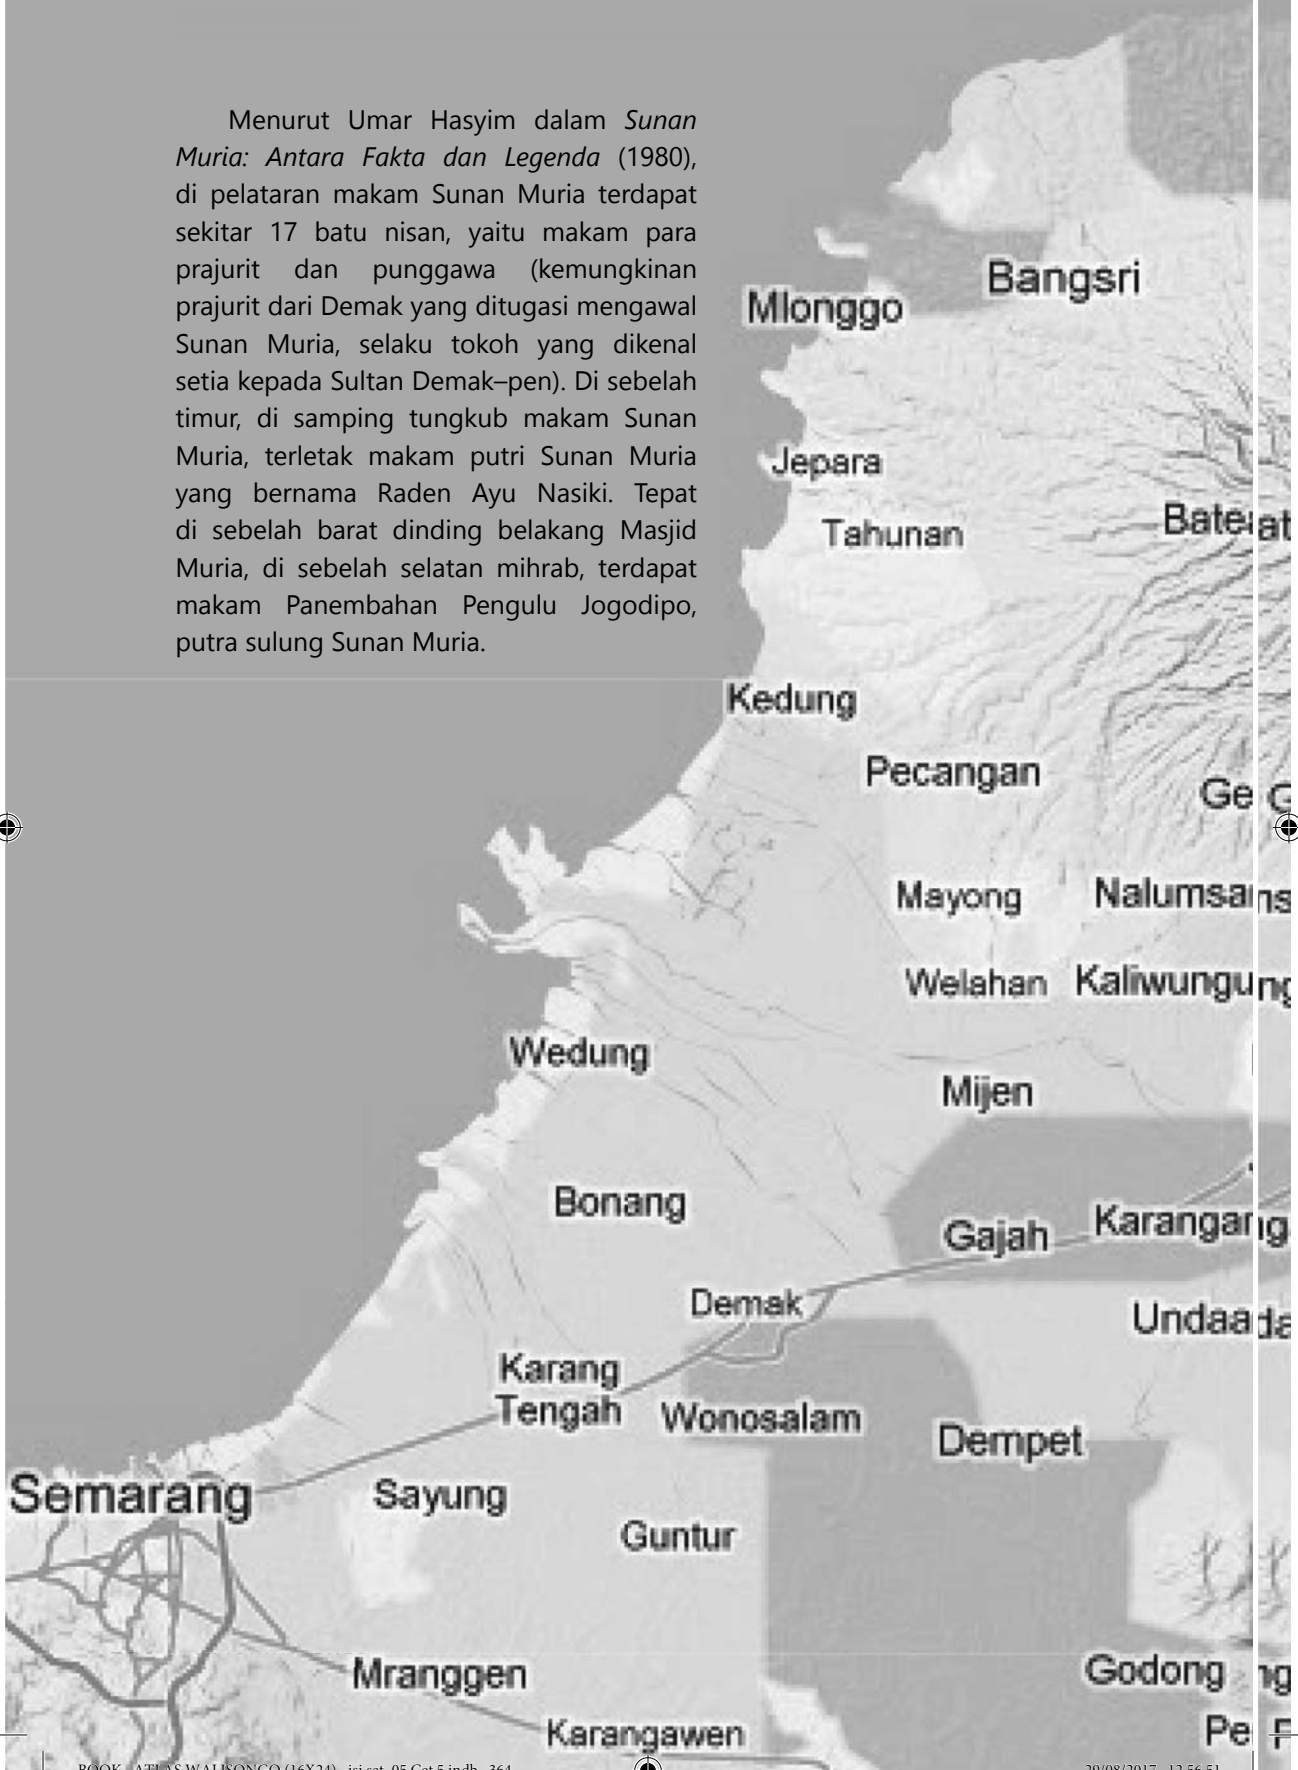 Menurut Umar Hasyim dalam Sunan
Muria: Antara Fakta dan Legenda (1980),
di pelataran makam Sunan Muria terdapat
sekitar 17 batu nisan, yaitu makam para
prajurit dan punggawa (kemungkinan
prajurit dari Demak yang ditugasi mengawal
Sunan Muria, selaku tokoh yang dikenal
setia kepada Sultan Demak–pen). Di sebelah
timur, di samping tungkub makam Sunan
Muria, terletak makam putri Sunan Muria
yang bernama Raden Ayu Nasiki. Tepat
di sebelah barat dinding belakang Masjid
Muria, di sebelah selatan mihrab, terdapat
makam Panembahan Pengulu Jogodipo,
putra sulung Sunan Muria.
Bangsri
Mlonggo
Jepara
Tahunan
Kedung
Pecangan
Mayong
Welahan
Wedung
Mijen
Bonang
Gajah
Demak
Karang
Tengah
Wonosalam
Dempet
Semarang
Sayung
Guntur
Mranggen
Godong
Karangawen